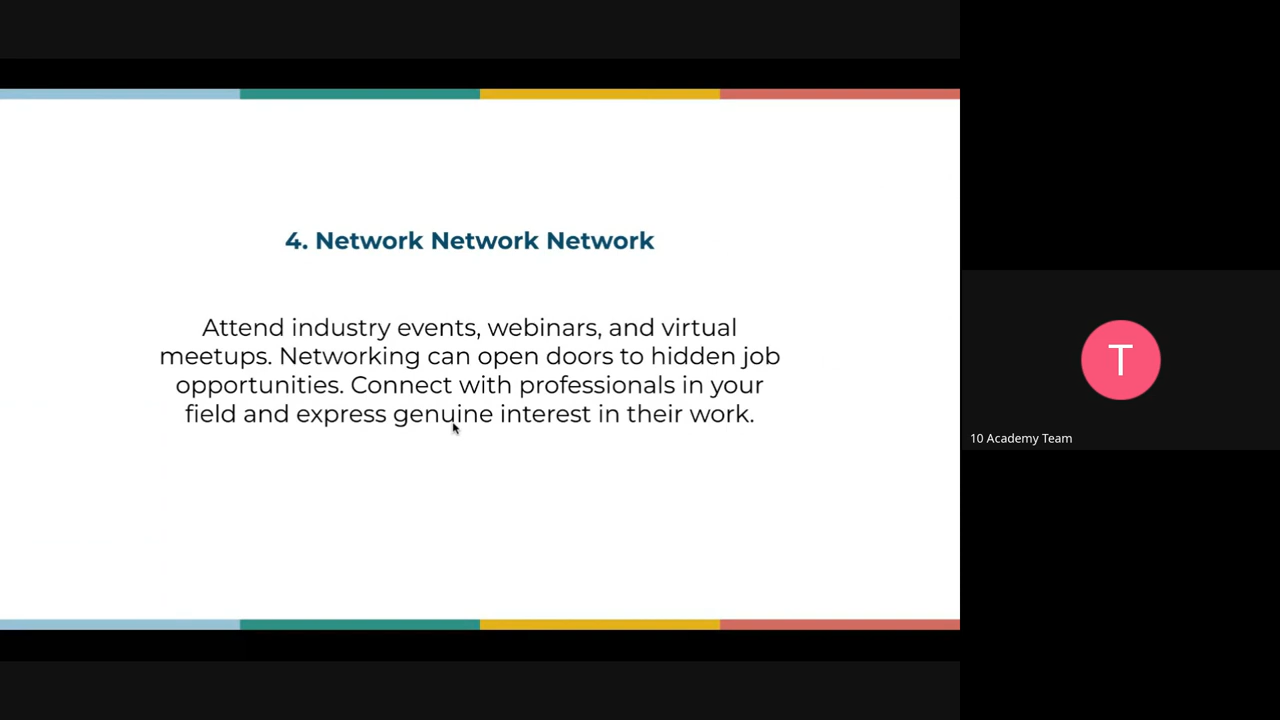 4. Network Network Network
Attend industry events, webinars, and virtual
meetups. Networking can open doors to hidden job
opportunities. Connect with professionals in your
field and express genuine interest in their work.
T
10 Academy Team